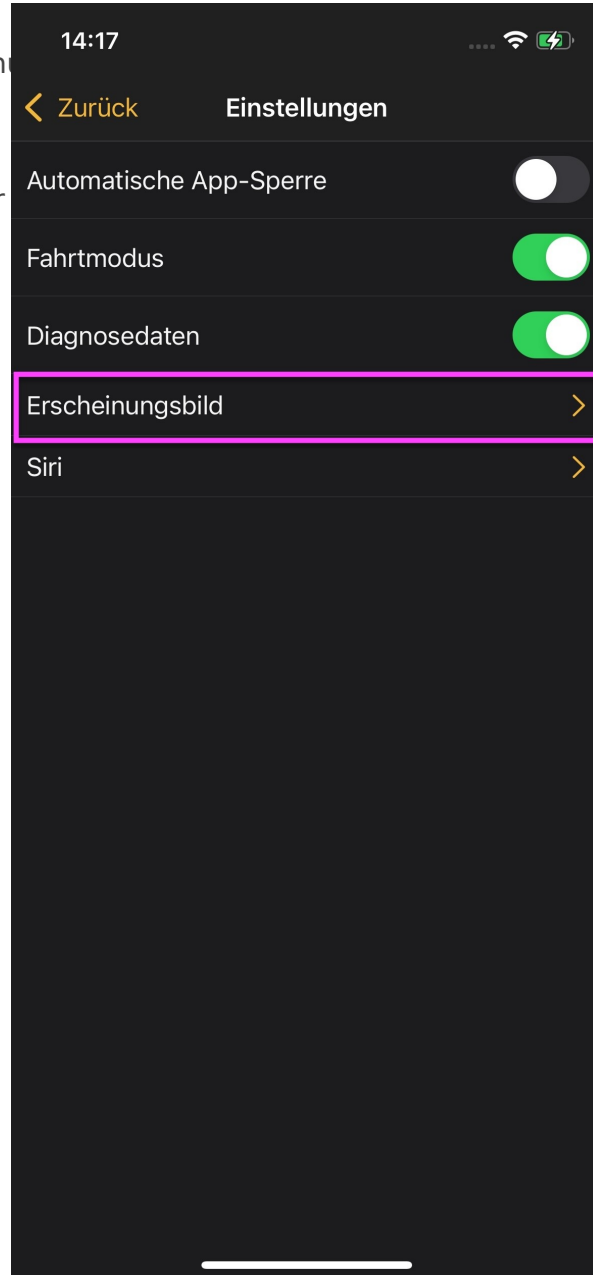 14:17
Zurück Einstellungen
Automatische App-Sperre
Fahrtmodus
Diagnosedaten
Erscheinungsbild
Siri